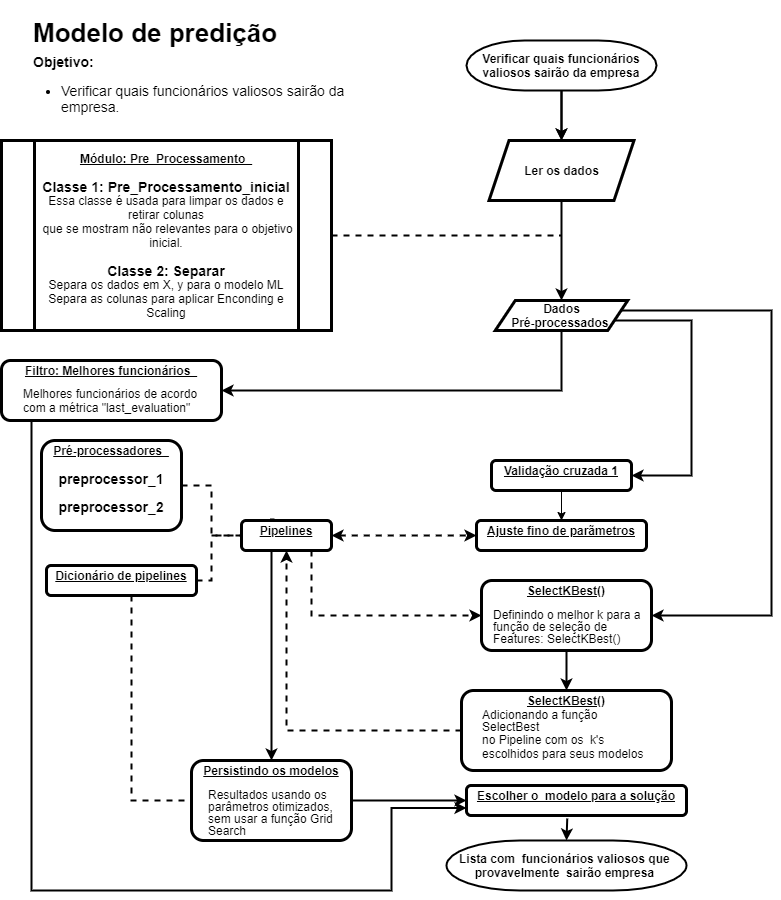 Modelo de predição
Objetivo:
• Verificar quais funcionários valiosos sairão da
empresa.
Verificar quais funcionários
valiosos sairão da empresa
Ler os dados
Módulo: Pre_Processamento
Classe 1: Pre_Processamento_inicial
Essa classe é usada para limpar os dados e
retirar colunas
que se mostram não relevantes para o objetivo
inicial.
Classe 2: Separar
Separa os dados em X, y para o modelo ML
Separa as colunas para aplicar Enconding e
Scaling
Dados
Pré-processados
Filtro: Melhores funcionários
Melhores funcionários de acordo
com a métrica "last_evaluation"
Pré-processadores
preprocessor_1
preprocessor_2
Validação cruzada 1
Pipelines
Ajuste fino de parâmetros
Dicionário de pipelines
SelectKBest()
Definindo o melhor k para a
função de seleção de
Features: SelectKBest()
SelectKBest()
Adicionando a função
SelectBest
no Pipeline com os k's
escolhidos para seus modelos
Persistindo os modelos
Resultados usando os
parâmetros otimizados,
sem usar a função Grid
Search
Escolher o modelo para a solução
Lista com funcionários valiosos que
provavelmente sairão empresa